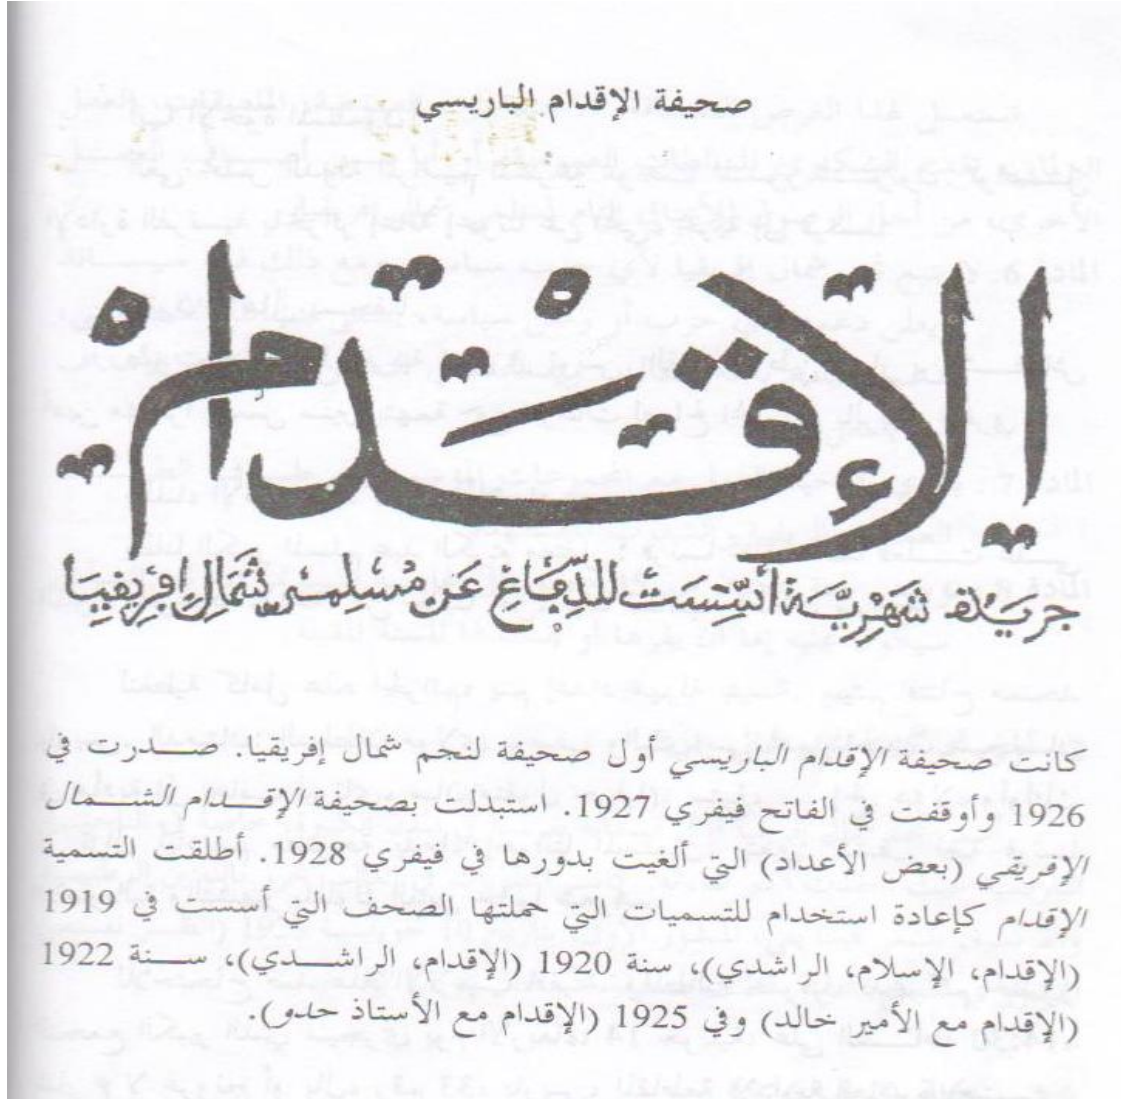 صحيفة الإقدام الباريسي
الإقدام
جريدة شهرية أسست للدفاع عن مسلمي شمال إفريقيا
كانت صحيفة الإقدام الباريسي أول صحيفة لنجم شمال إفريقيا. صدرت في
1926 وأوقفت في الفاتح فيفري 1927. استبدلت بصحيفة الإقدام الشمال
الإفريقي (بعض الأعداد) التي ألغيت بدورها في فيفري 1928. أطلقت التسمية
الإقدام كإعادة استخدام للتسميات التي حملتها الصحف التي أسست في 1919
(الإقدام، الإسلام، الراشدي)، سنة 1920 (الإقدام، الراشدي)، سنة 1922
(الإقدام مع الأمير خالد) وفي 1925 (الإقدام مع الأستاذ حدو).